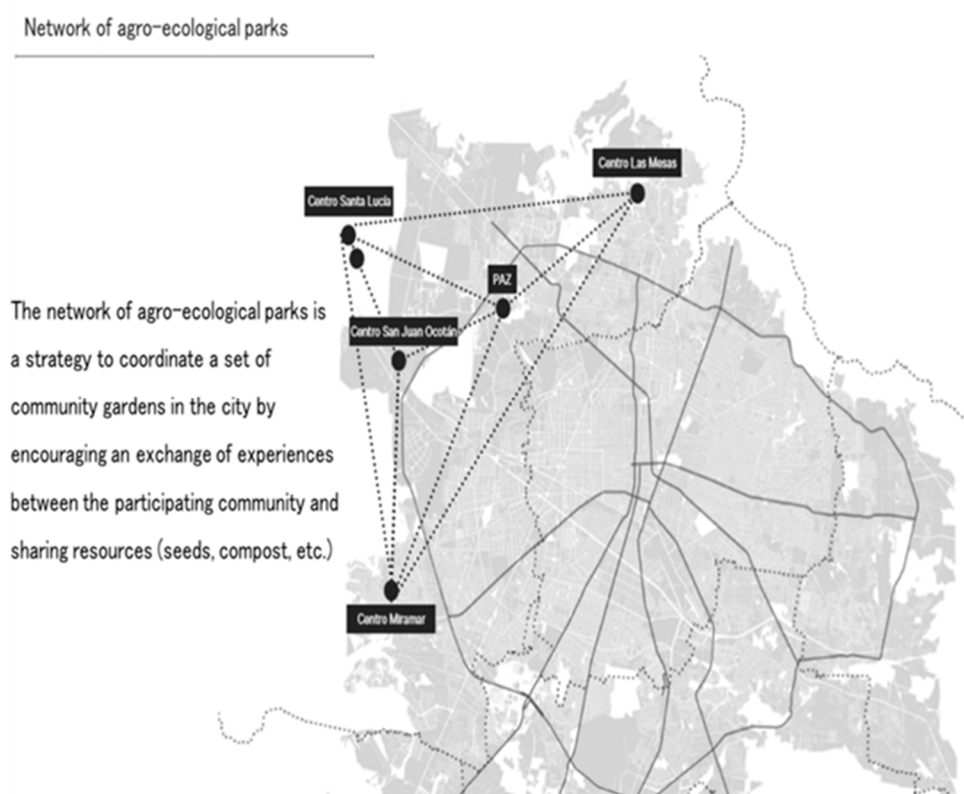 Network of agro-ecological parks
Centro Las Mesas
Centro Santa Lucía
PAZ
The network of agro-ecological parks is
a strategy to coordinate a set of
community gardens in the city by
encouraging an exchange of experiences
between the participating community and
sharing resources (seeds, compost, etc.)
Centro San Juan Ocotán
Centro Miramar